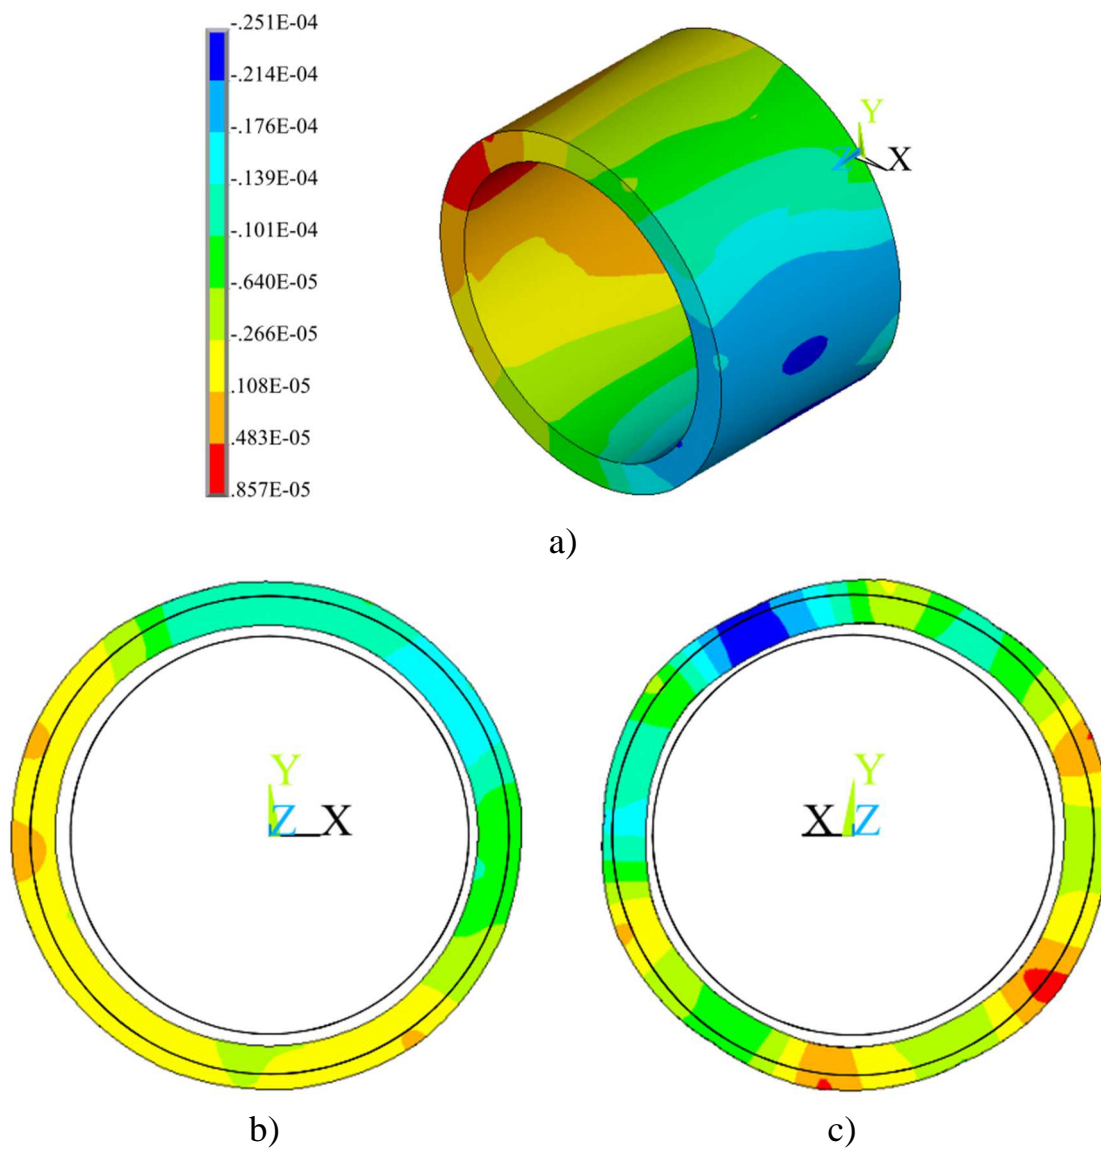 -.251E-04
-.214E-04
-.176E-04
-.139E-04
-.101E-04
-.640E-05
-.266E-05
.108E-05
.483E-05
.857E-05
Y
Z X
a)
Y
Z X
Y
X Z
b) c)